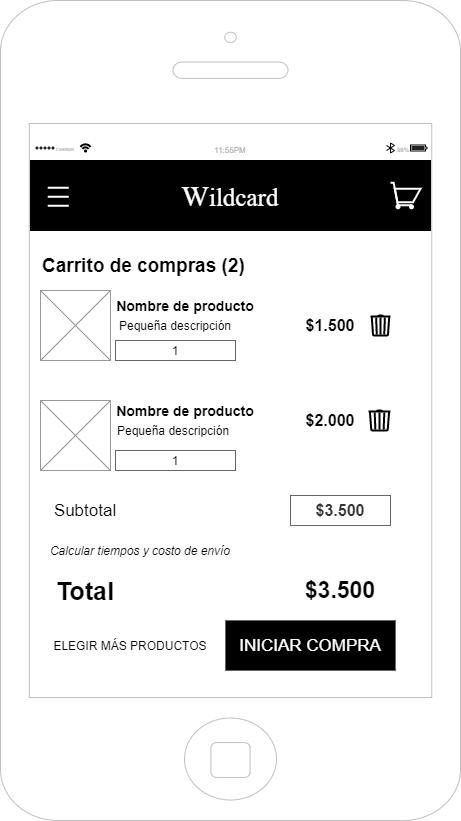 11:55PM
Wildcard
Carrito de compras (2)
Nombre de producto
Pequeña descripción
$1.500
1
Nombre de producto
Pequeña descripción
$2.000
1
Subtotal
$3.500
Calcular tiempos y costo de envío
Total
$3.500
ELEGIR MÁS PRODUCTOS
INICIAR COMPRA